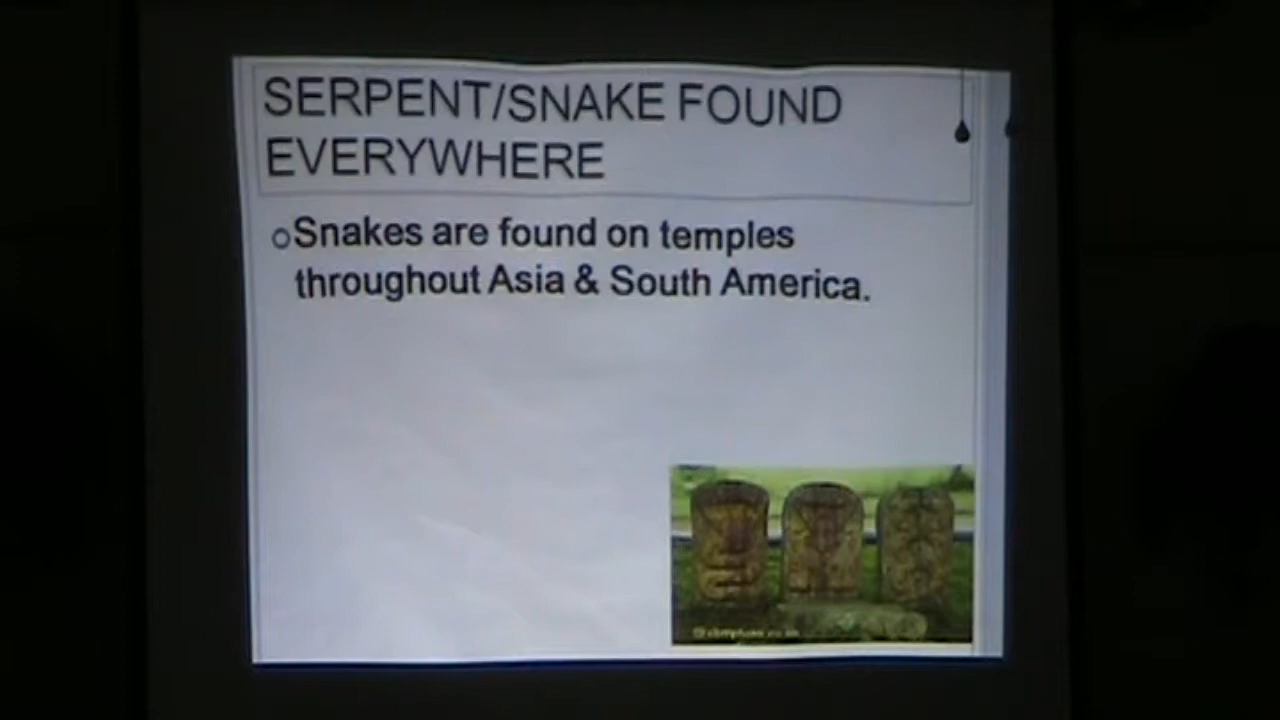 SERPENT/SNAKE FOUND
EVERYWHERE
Snakes are found on temples
throughout Asia & South America.